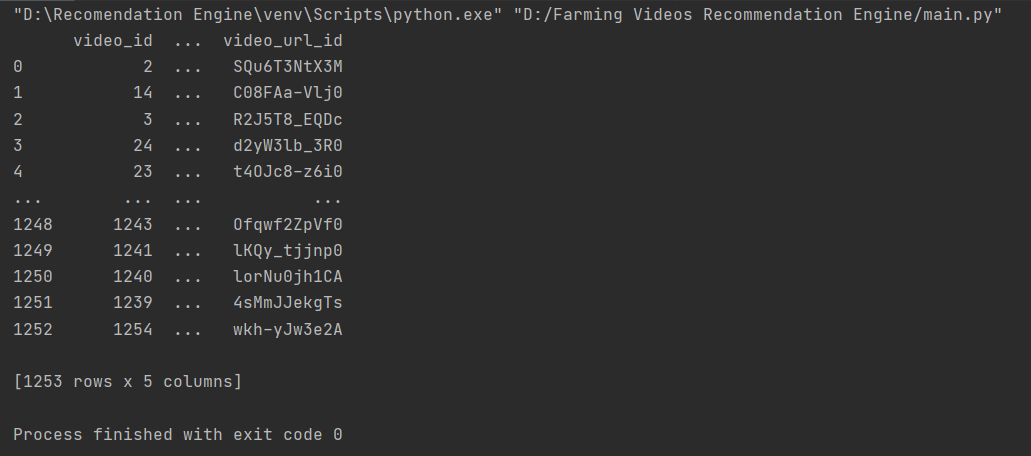 "D:\Recomendation Engine\venv\Scripts\python.exe" "D:/Farming Videos Recommendation Engine/main.py"
      video_id  ...  video_url_id
0            2  ...   SQu6T3NtX3M
1           14  ...   C08FAa-Vlj0
2            3  ...   R2J5T8_EQDc
3           24  ...   d2yW3lb_3R0
4           23  ...   t4OJc8-z6i0
...        ...  ...           ...
1248      1243  ...   Ofqwf2ZpVf0
1249      1241  ...   lKQy_tjjnp0
1250      1240  ...   lorNu0jh1CA
1251      1239  ...   4sMmJJekgTs
1252      1254  ...   wkh-yJw3e2A
[1253 rows x 5 columns]
Process finished with exit code 0